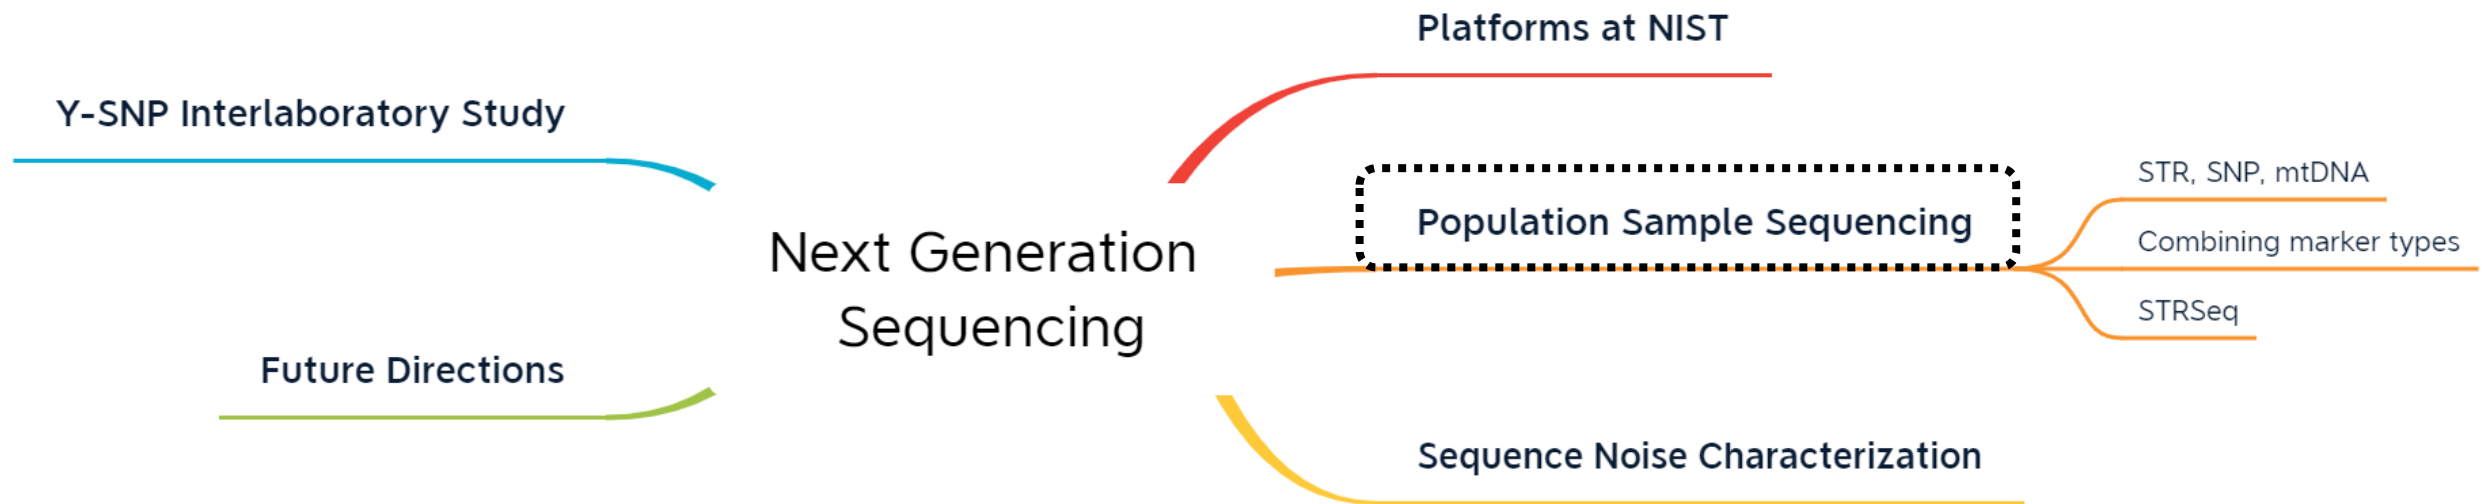 Platforms at NIST
Y-SNP Interlaboratory Study
STR, SNP, mtDNA
Population Sample Sequencing
Combining marker types
Next Generation
Sequencing
STRSeq
Future Directions
Sequence Noise Characterization